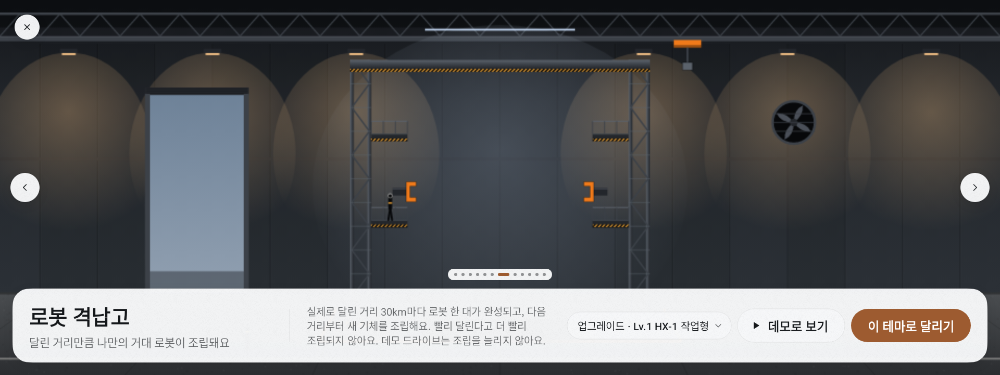 로봇 격납고
달린 거리만큼 나만의 거대 로봇이 조립돼요
실제로 달린 거리 30km마다 로봇 한 대가 완성되고, 다음
거리부터 새 기체를 조립해요. 빨리 달린다고 더 빨리
조립되지 않아요. 데모 드라이브는 조립을 늘리지 않아요.
업그레이드 · Lv.1 HX-1 작업형
데모로 보기
이 테마로 달리기